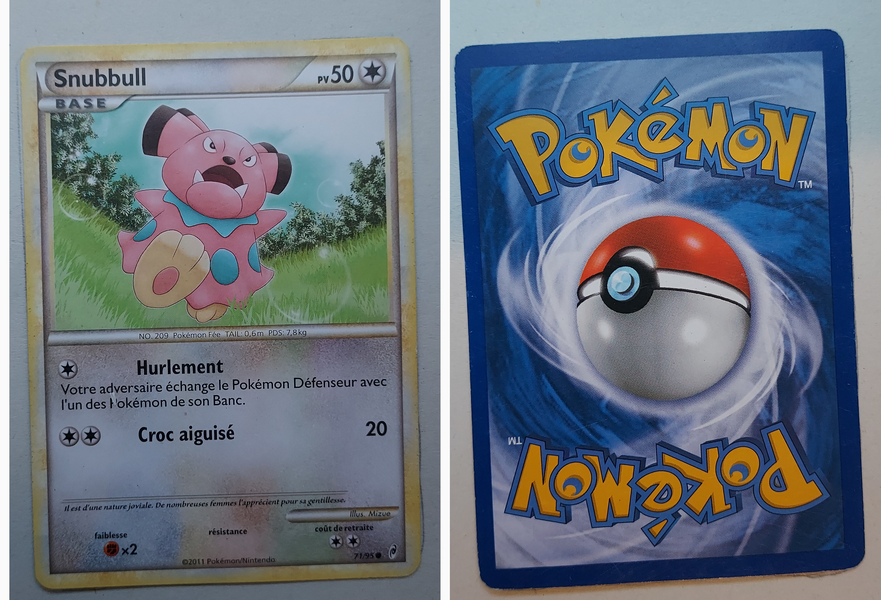 Snubbull
PV 50
BASE
NO. 209 Pokémon Fée TAIL: 0,6m PDS: 7,8kg
Hurlement
Votre adversaire échange le Pokémon Défenseur avec
l'un des Pokémon de son Banc.
Croc aiguisé 20
Il est d'une nature joviale. De nombreuses femmes l'apprécient pour sa gentillesse.
Illus. Mizue
faiblesse résistance coût de retraite
x2
71/95
©2011 Pokémon/Nintendo
POKéMON
TM
POKéMON
TM